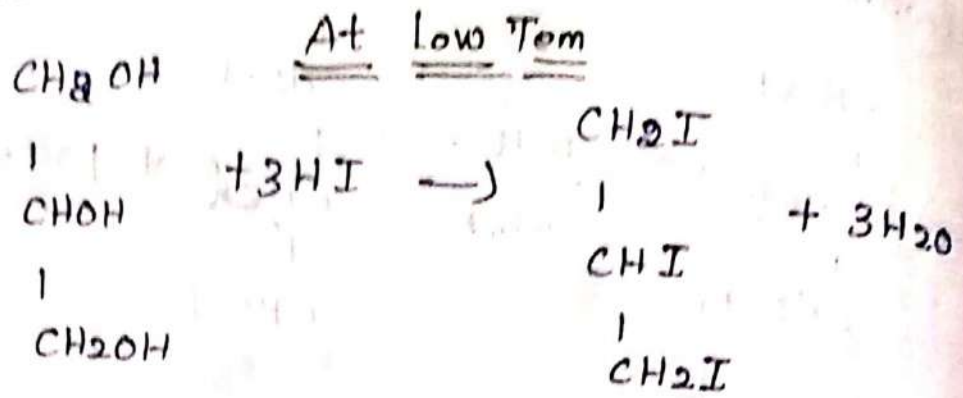 At Low Tem
CH2OH
|
CHOH
|
CH2OH
+3HI →
CH2I
|
CHI
|
CH2I
+ 3H2O